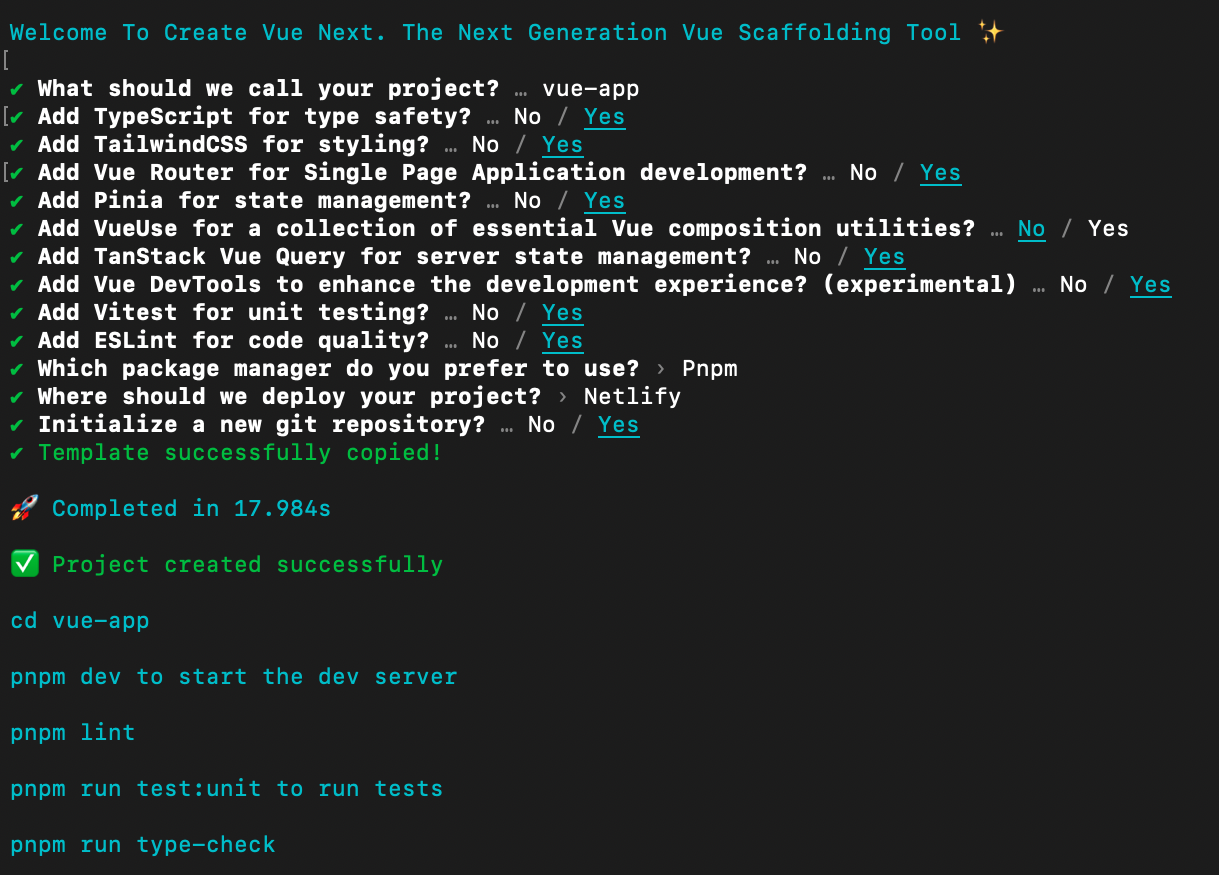 Welcome To Create Vue Next. The Next Generation Vue Scaffolding Tool ✨
[
✔ What should we call your project? … vue-app
[✔ Add TypeScript for type safety? … No / Yes
✔ Add TailwindCSS for styling? … No / Yes
[✔ Add Vue Router for Single Page Application development? … No / Yes
✔ Add Pinia for state management? … No / Yes
✔ Add VueUse for a collection of essential Vue composition utilities? … No / Yes
✔ Add TanStack Vue Query for server state management? … No / Yes
✔ Add Vue DevTools to enhance the development experience? (experimental) … No / Yes
✔ Add Vitest for unit testing? … No / Yes
✔ Add ESLint for code quality? … No / Yes
✔ Which package manager do you prefer to use? › Pnpm
✔ Where should we deploy your project? › Netlify
✔ Initialize a new git repository? … No / Yes
✔ Template successfully copied!
🚀 Completed in 17.984s
✅ Project created successfully
cd vue-app
pnpm dev to start the dev server
pnpm lint
pnpm run test:unit to run tests
pnpm run type-check